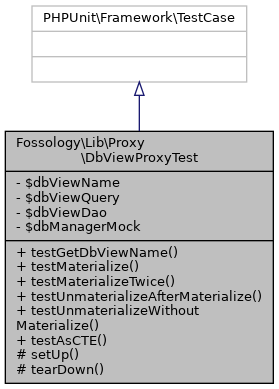 PHPUnit\Framework\TestCase
Fossology\Lib\Proxy
\DbViewProxyTest
- $dbViewName
- $dbViewQuery
- $dbViewDao
- $dbManagerMock
+ testGetDbViewName()
+ testMaterialize()
+ testMaterializeTwice()
+ testUnmaterializeAfterMaterialize()
+ testUnmaterializeWithout
Materialize()
+ testAsCTE()
# setUp()
# tearDown()